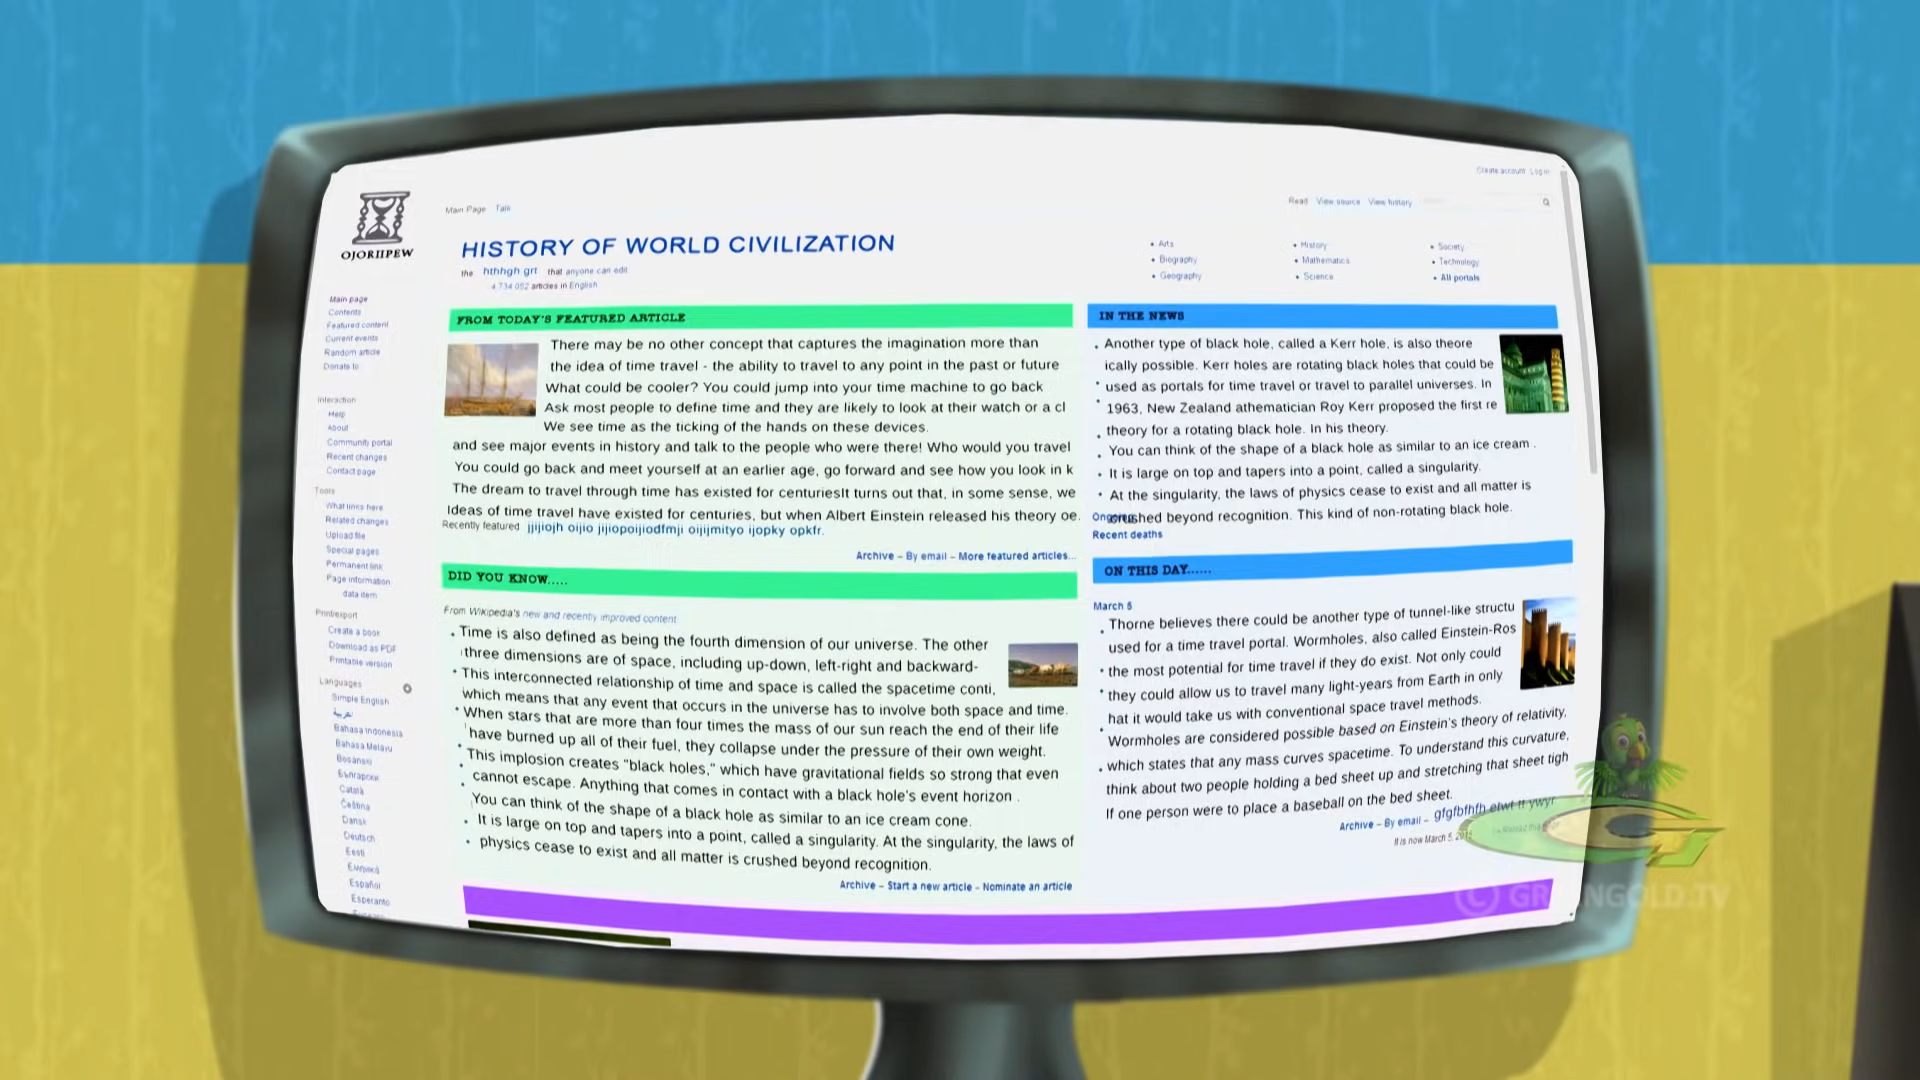 Create account Log in
OJORIIPEW
Main Page Talk
Read View source View history
HISTORY OF WORLD CIVILIZATION
the hthhgh grt that anyone can edit
4 734 052 articles in English
Arts
Biography
Geography
History
Mathematics
Science
Society
Technology
All portals
Main page
Contents
Featured content
Current events
Random article
Donate to
Interaction
Help
About
Community portal
Recent changes
Contact page
Tools
What links here
Related changes
Upload file
Special pages
Permanent link
Page information
data item
Print/export
Create a book
Download as PDF
Printable version
Languages
Simple English
العربية
Bahasa Indonesia
Bahasa Melayu
Bosanski
Български
Català
Čeština
Dansk
Deutsch
Eesti
Ελληνικά
Español
Esperanto
FROM TODAY'S FEATURED ARTICLE
There may be no other concept that captures the imagination more than
the idea of time travel - the ability to travel to any point in the past or future
What could be cooler? You could jump into your time machine to go back
Ask most people to define time and they are likely to look at their watch or a cl
We see time as the ticking of the hands on these devices.
and see major events in history and talk to the people who were there! Who would you travel
You could go back and meet yourself at an earlier age, go forward and see how you look in k
The dream to travel through time has existed for centuriesIt turns out that, in some sense, we
Ideas of time travel have existed for centuries, but when Albert Einstein released his theory oe.
Recently featured jjijiojh oijio jijiopoijiodfmji oijijmityo ijopky opkfr.
Archive – By email – More featured articles...
DID YOU KNOW.....
From Wikipedia's new and recently improved content
Time is also defined as being the fourth dimension of our universe. The other
three dimensions are of space, including up-down, left-right and backward-
This interconnected relationship of time and space is called the spacetime conti,
which means that any event that occurs in the universe has to involve both space and time.
When stars that are more than four times the mass of our sun reach the end of their life
have burned up all of their fuel, they collapse under the pressure of their own weight.
This implosion creates "black holes," which have gravitational fields so strong that even
cannot escape. Anything that comes in contact with a black hole's event horizon .
You can think of the shape of a black hole as similar to an ice cream cone.
It is large on top and tapers into a point, called a singularity. At the singularity, the laws of
physics cease to exist and all matter is crushed beyond recognition.
Archive – Start a new article – Nominate an article
IN THE NEWS
Another type of black hole, called a Kerr hole, is also theore
ically possible. Kerr holes are rotating black holes that could be
used as portals for time travel or travel to parallel universes. In
1963, New Zealand athematician Roy Kerr proposed the first re
theory for a rotating black hole. In his theory.
You can think of the shape of a black hole as similar to an ice cream .
It is large on top and tapers into a point, called a singularity.
At the singularity, the laws of physics cease to exist and all matter is
crushed beyond recognition. This kind of non-rotating black hole.
Ongoing
Recent deaths
ON THIS DAY......
March 5
Thorne believes there could be another type of tunnel-like structu
used for a time travel portal. Wormholes, also called Einstein-Ros
the most potential for time travel if they do exist. Not only could
they could allow us to travel many light-years from Earth in only
hat it would take us with conventional space travel methods.
Wormholes are considered possible based on Einstein's theory of relativity,
which states that any mass curves spacetime. To understand this curvature,
think about two people holding a bed sheet up and stretching that sheet tigh
If one person were to place a baseball on the bed sheet.
Archive – By email – gfgfbfhfh etwt tt ywyr
It is now March 5,
© GREENGOLD.TV